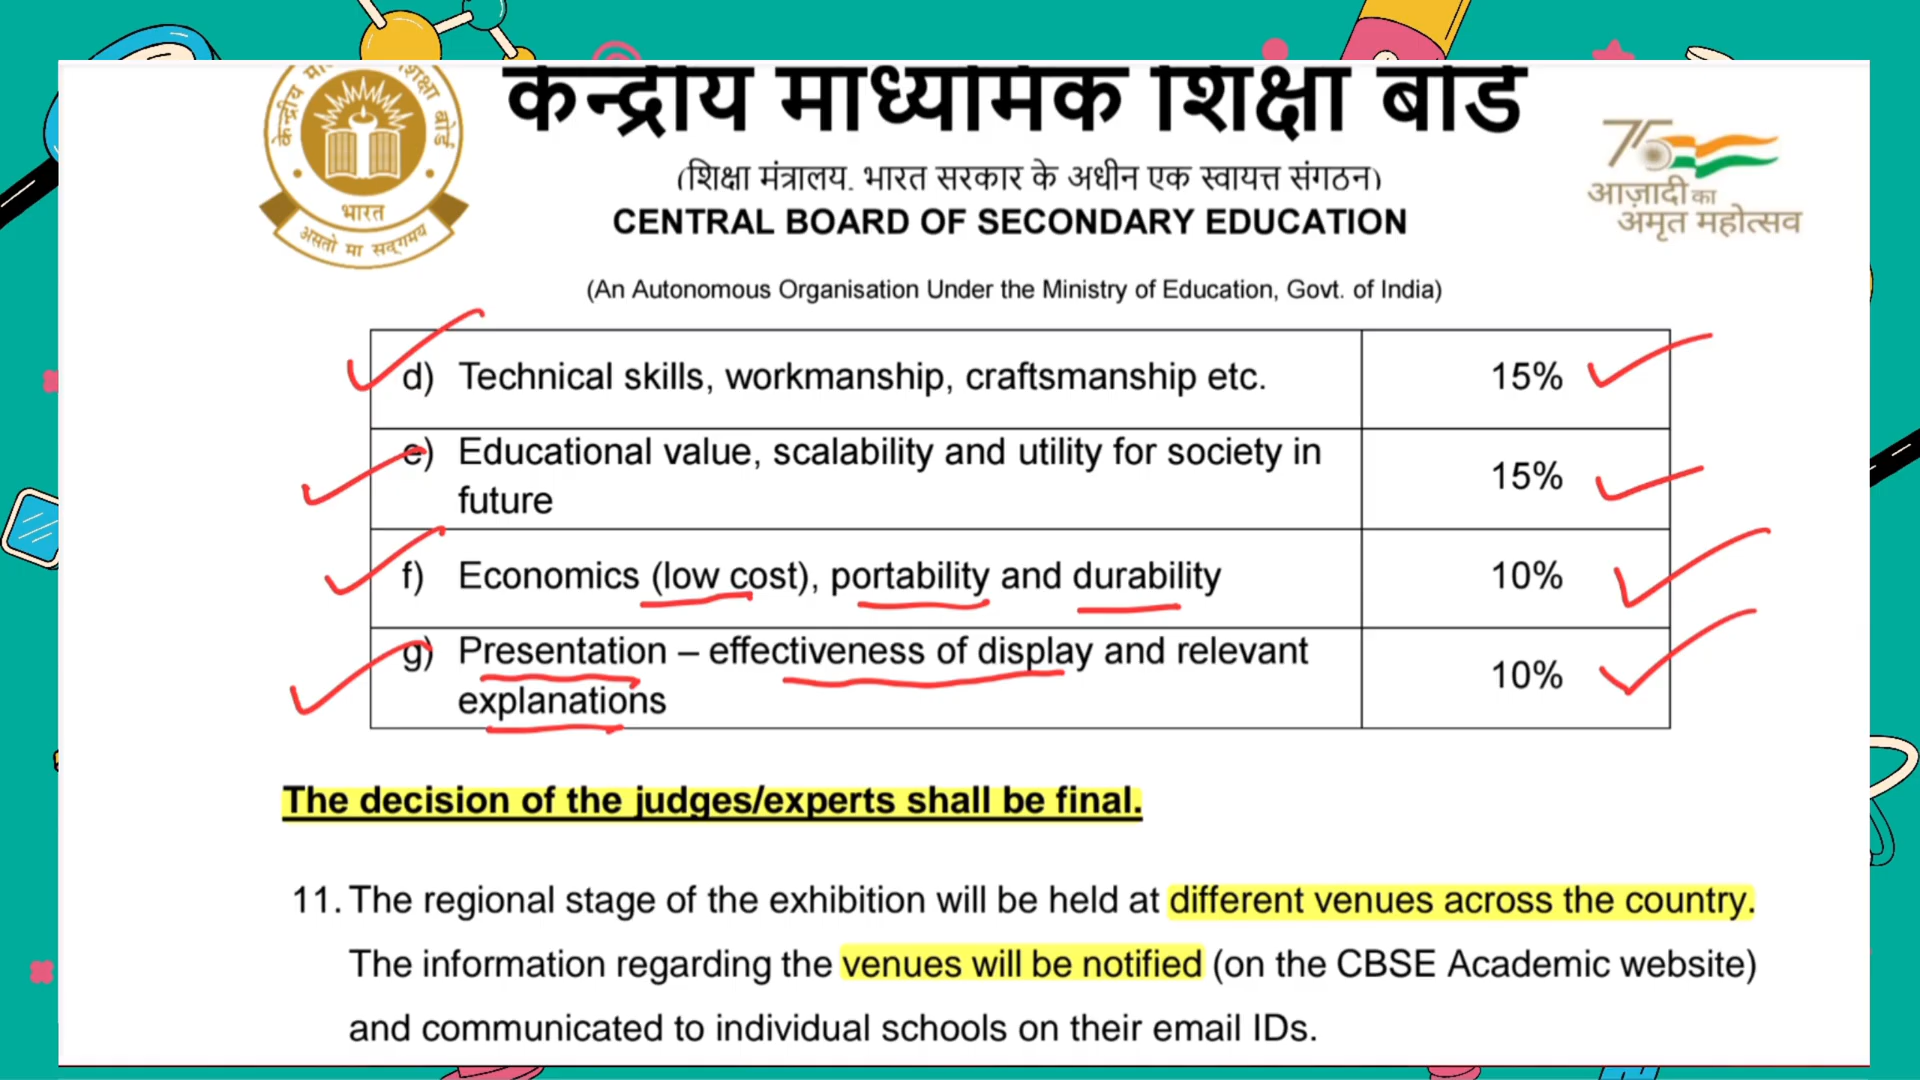 केन्द्रीय माध्यमिक शिक्षा बोर्ड
(शिक्षा मंत्रालय, भारत सरकार के अधीन एक स्वायत्त संगठन)
CENTRAL BOARD OF SECONDARY EDUCATION
(An Autonomous Organisation Under the Ministry of Education, Govt. of India)
भारत
असतो मा सद्गमय
75
आज़ादी का
अमृत महोत्सव
d) Technical skills, workmanship, craftsmanship etc. 15%
e) Educational value, scalability and utility for society in
future 15%
f) Economics (low cost), portability and durability 10%
g) Presentation – effectiveness of display and relevant
explanations 10%
The decision of the judges/experts shall be final.
11. The regional stage of the exhibition will be held at different venues across the country.
The information regarding the venues will be notified (on the CBSE Academic website)
and communicated to individual schools on their email IDs.